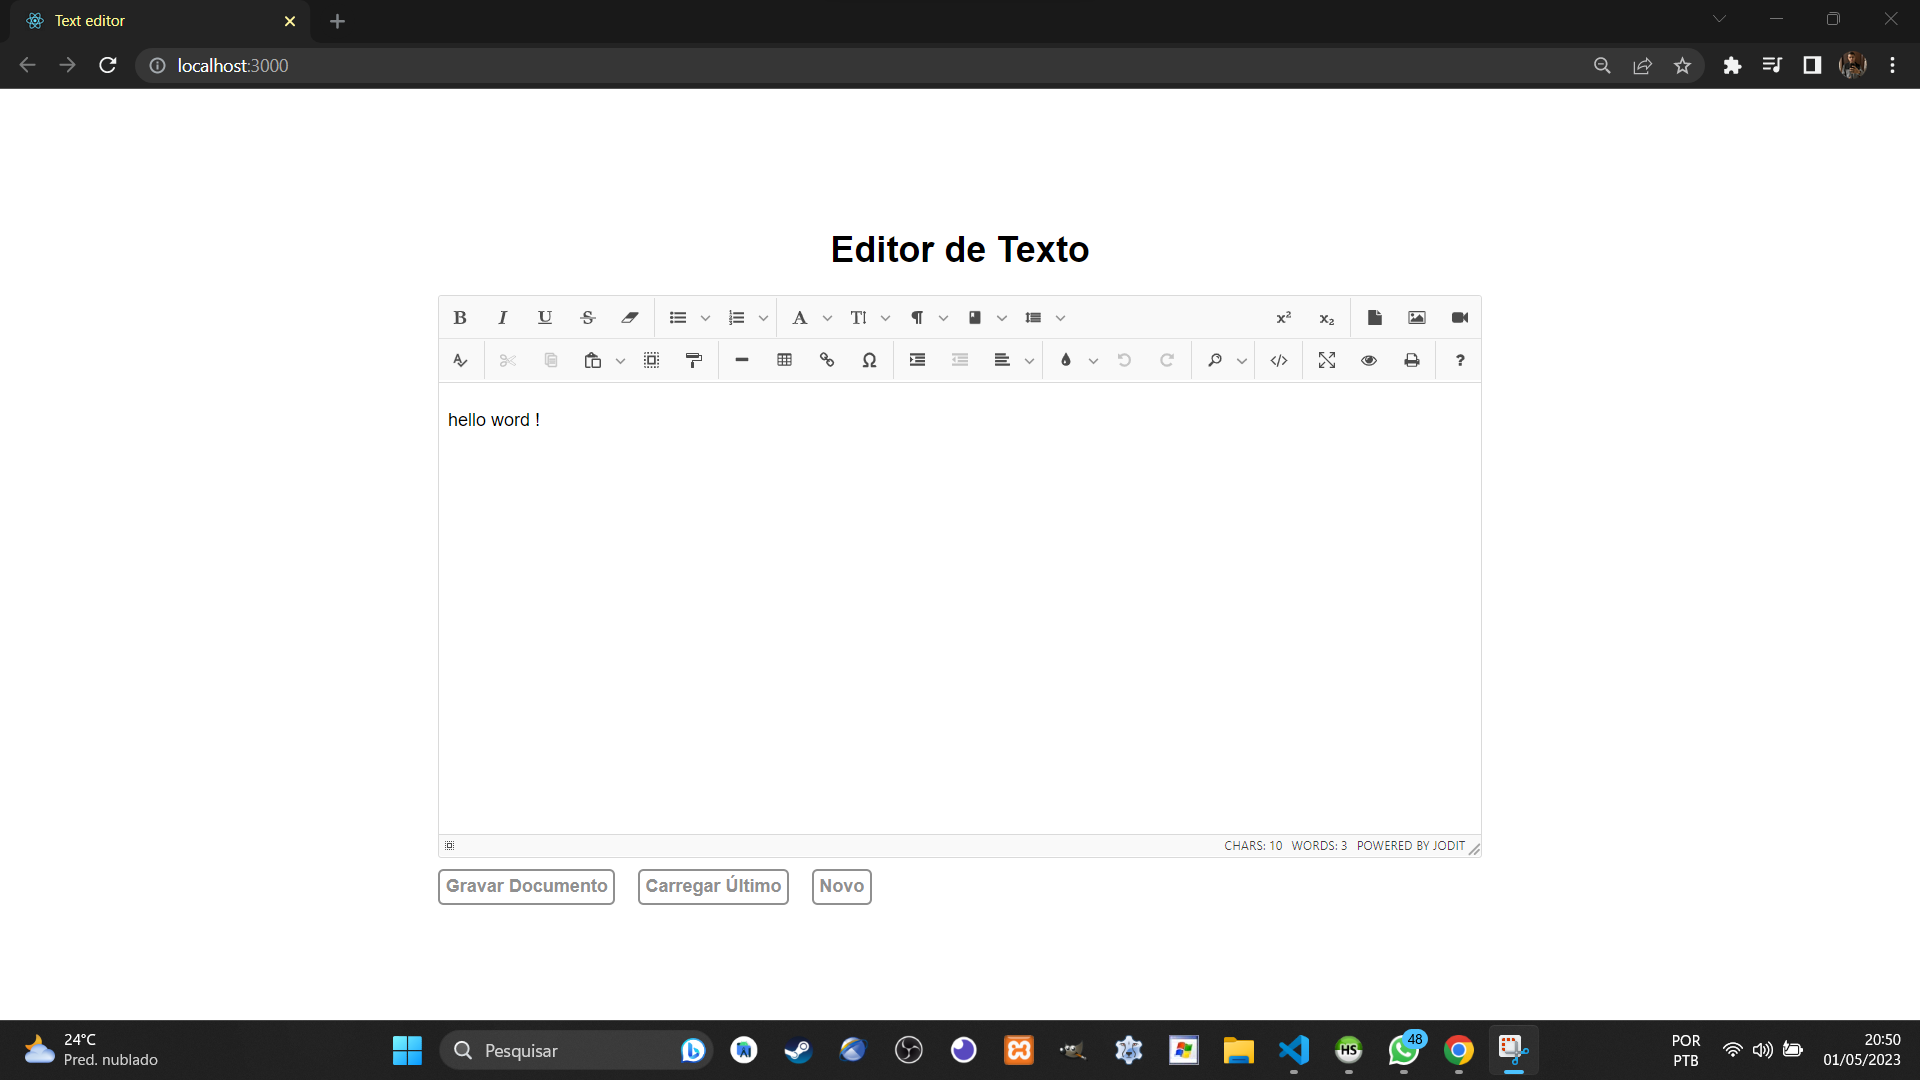 Text editor
localhost:3000
Editor de Texto
hello word !
CHARS: 10 WORDS: 3 POWERED BY JODIT
Gravar Documento Carregar Último Novo
24°C
Pred. nublado
Pesquisar
HS
48
POR
PTB
20:50
01/05/2023